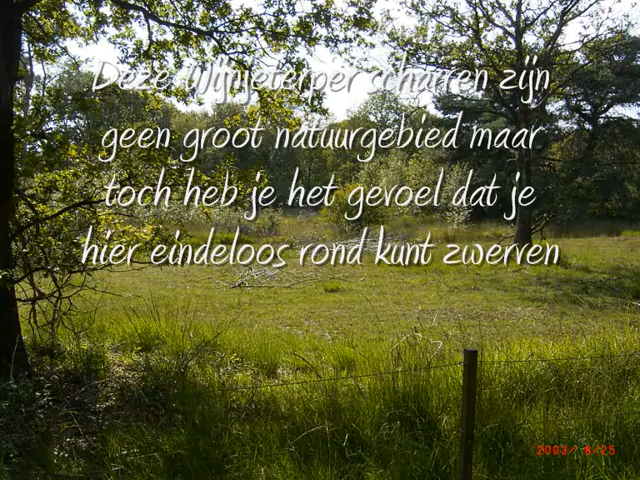 Deze Wijnjeterper scharren zijn
geen groot natuurgebied maar
toch heb je het gevoel dat je
hier eindeloos rond kunt zwerven
2003/ 8/25